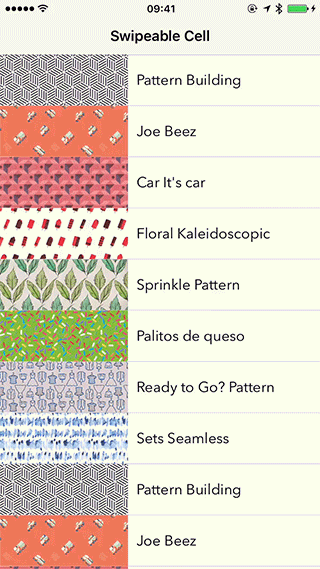 09:41
Swipeable Cell
Pattern Building
Joe Beez
Car It's car
Floral Kaleidoscopic
Sprinkle Pattern
Palitos de queso
Ready to Go? Pattern
Sets Seamless
Pattern Building
Joe Beez